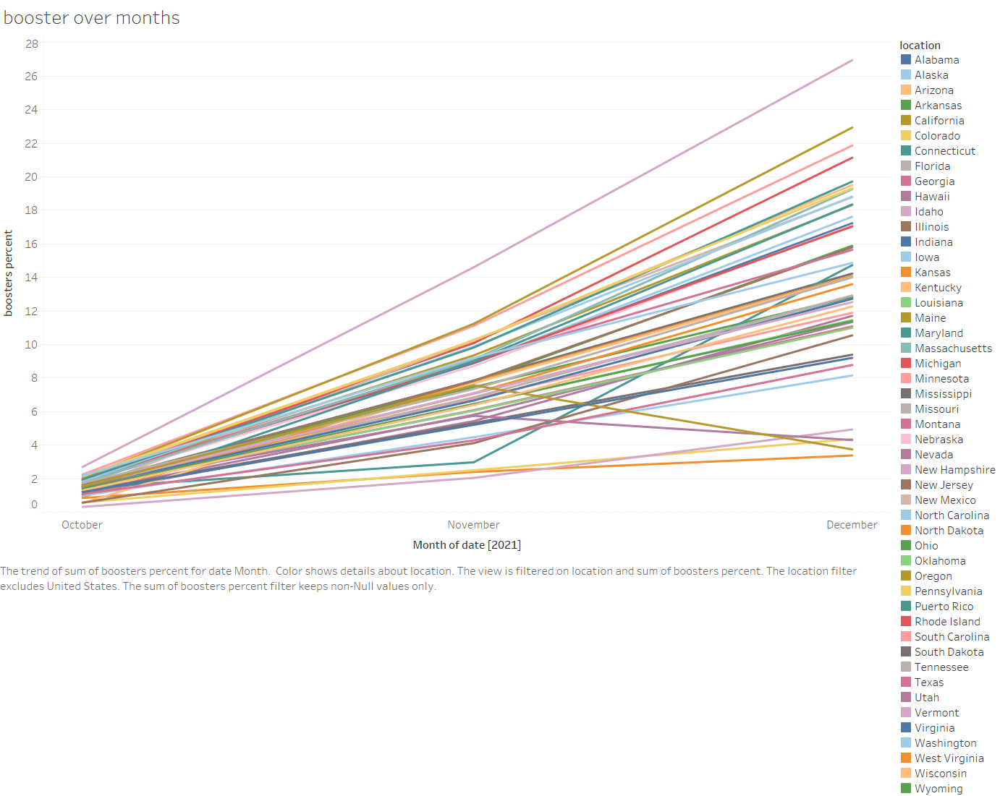 booster over months
28
26
24
22
20
18
16
14
12
10
8
6
4
2
0
boosters percent
October
November
December
Month of date [2021]
The trend of sum of boosters percent for date Month. Color shows details about location. The view is filtered on location and sum of boosters percent. The location filter
excludes United States. The sum of boosters percent filter keeps non-Null values only.
location
Alabama
Alaska
Arizona
Arkansas
California
Colorado
Connecticut
Florida
Georgia
Hawaii
Idaho
Illinois
Indiana
Iowa
Kansas
Kentucky
Louisiana
Maine
Maryland
Massachusetts
Michigan
Minnesota
Mississippi
Missouri
Montana
Nebraska
Nevada
New Hampshire
New Jersey
New Mexico
North Carolina
North Dakota
Ohio
Oklahoma
Oregon
Pennsylvania
Puerto Rico
Rhode Island
South Carolina
South Dakota
Tennessee
Texas
Utah
Vermont
Virginia
Washington
West Virginia
Wisconsin
Wyoming